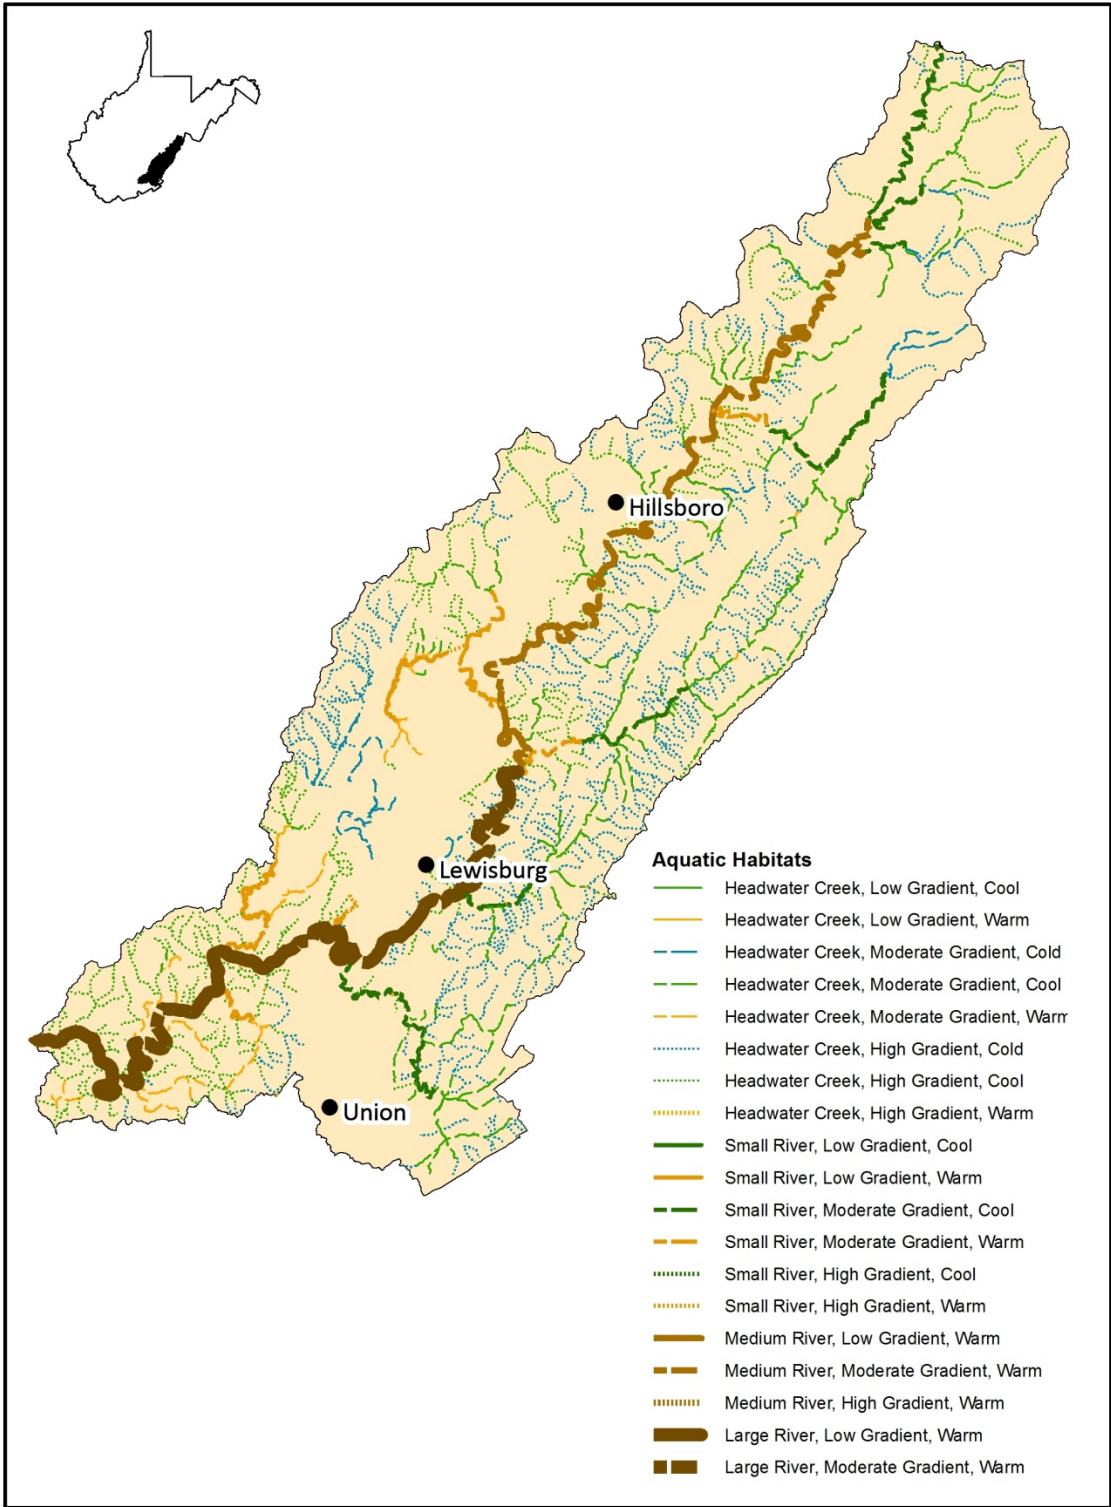 Hillsboro
Lewisburg
Union
Aquatic Habitats
Headwater Creek, Low Gradient, Cool
Headwater Creek, Low Gradient, Warm
Headwater Creek, Moderate Gradient, Cold
Headwater Creek, Moderate Gradient, Cool
Headwater Creek, Moderate Gradient, Warm
Headwater Creek, High Gradient, Cold
Headwater Creek, High Gradient, Cool
Headwater Creek, High Gradient, Warm
Small River, Low Gradient, Cool
Small River, Low Gradient, Warm
Small River, Moderate Gradient, Cool
Small River, Moderate Gradient, Warm
Small River, High Gradient, Cool
Small River, High Gradient, Warm
Medium River, Low Gradient, Warm
Medium River, Moderate Gradient, Warm
Medium River, High Gradient, Warm
Large River, Low Gradient, Warm
Large River, Moderate Gradient, Warm